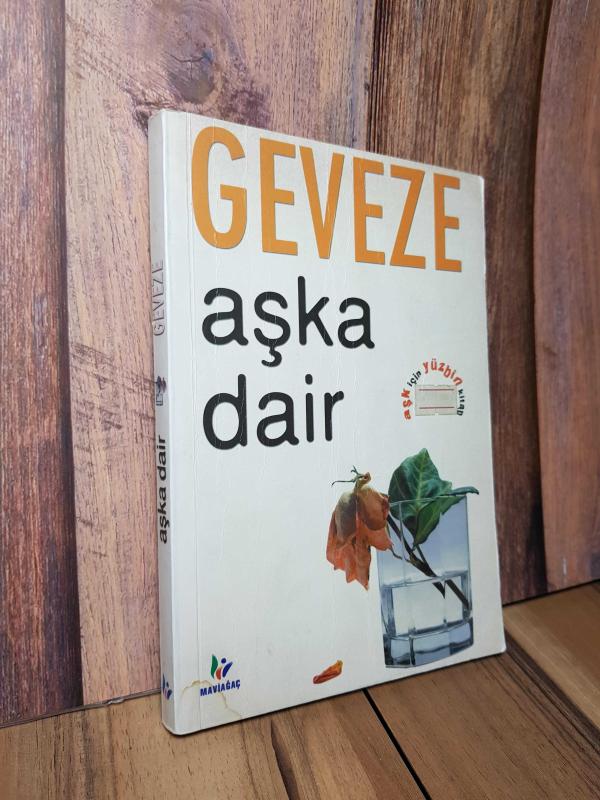 GEVEZE
aşka
dair
aşk için yüzbin kitap
MAVİAĞAÇ
GEVEZE
aşka dair